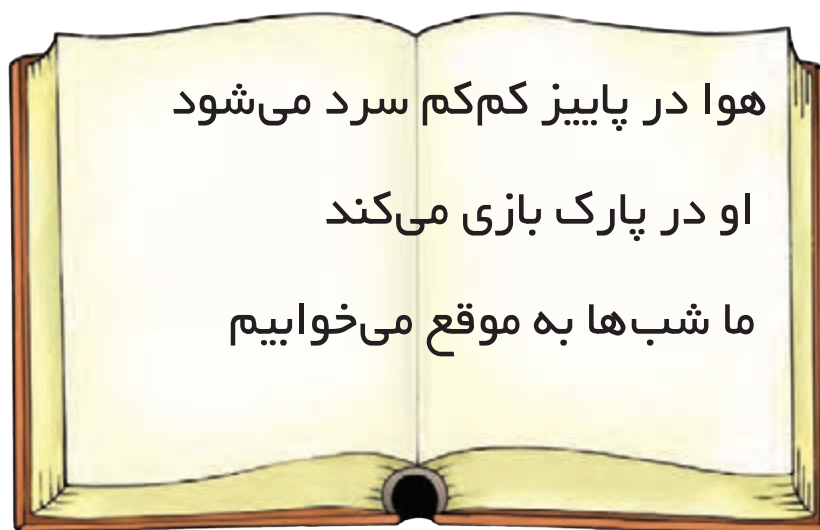 هوا در پاییز کم‌کم سرد می‌شود
او در پارک بازی می‌کند
ما شب‌ها به موقع می‌خوابیم